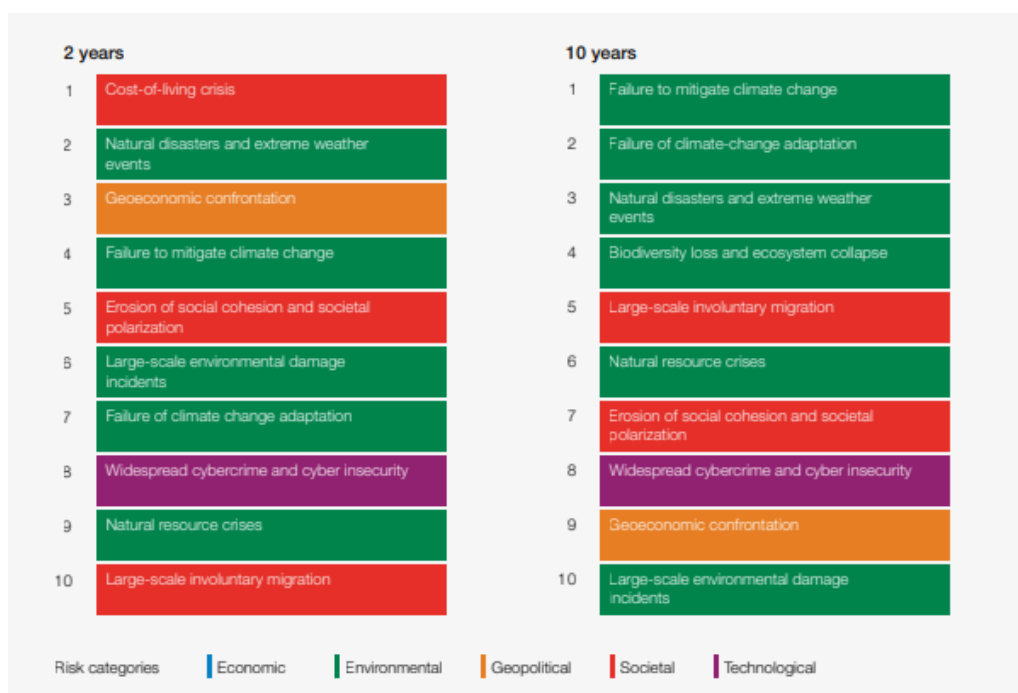 2 years
1 Cost-of-living crisis
2 Natural disasters and extreme weather
events
3 Geoeconomic confrontation
4 Failure to mitigate climate change
5 Erosion of social cohesion and societal
polarization
6 Large-scale environmental damage
incidents
7 Failure of climate change adaptation
8 Widespread cybercrime and cyber insecurity
9 Natural resource crises
10 Large-scale involuntary migration
10 years
1 Failure to mitigate climate change
2 Failure of climate-change adaptation
3 Natural disasters and extreme weather
events
4 Biodiversity loss and ecosystem collapse
5 Large-scale involuntary migration
6 Natural resource crises
7 Erosion of social cohesion and societal
polarization
8 Widespread cybercrime and cyber insecurity
9 Geoeconomic confrontation
10 Large-scale environmental damage
incidents
Risk categories Economic Environmental Geopolitical Societal Technological